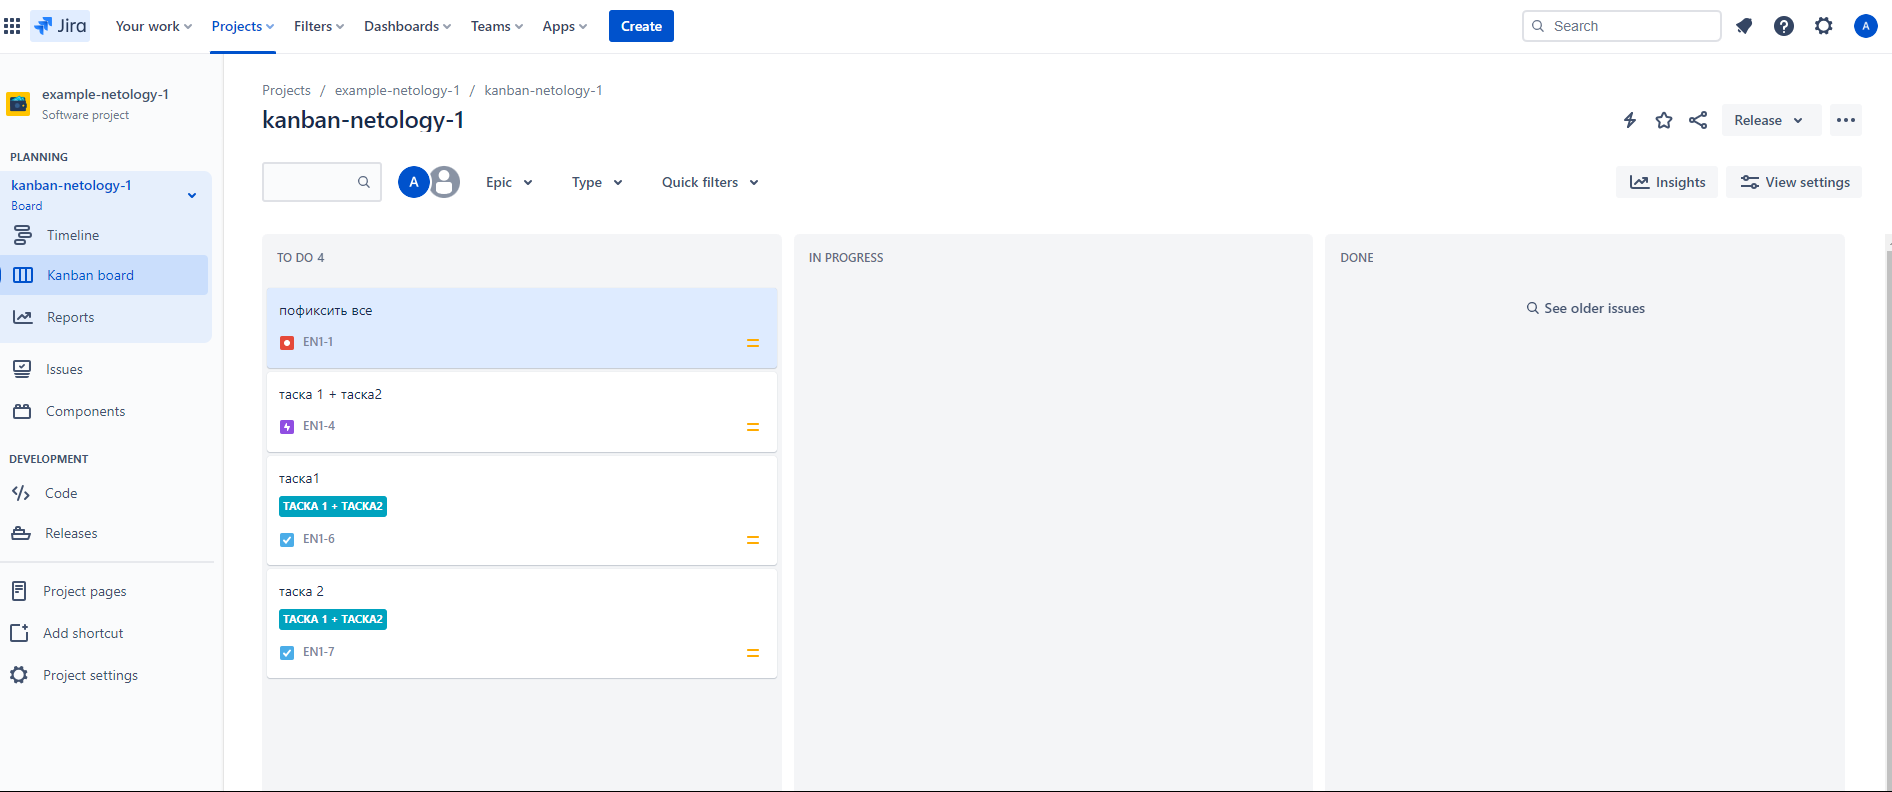 Jira Your work Projects Filters Dashboards Teams Apps Create Search A
example-netology-1
Software project
PLANNING
kanban-netology-1
Board
Timeline
Kanban board
Reports
Issues
Components
DEVELOPMENT
Code
Releases
Project pages
Add shortcut
Project settings
Projects / example-netology-1 / kanban-netology-1
kanban-netology-1
Release
A Epic Type Quick filters Insights View settings
TO DO 4
пофиксить все
EN1-1
таска 1 + таска2
EN1-4
таска1
ТАСКА 1 + ТАСКА2
EN1-6
таска 2
ТАСКА 1 + ТАСКА2
EN1-7
IN PROGRESS
DONE
See older issues